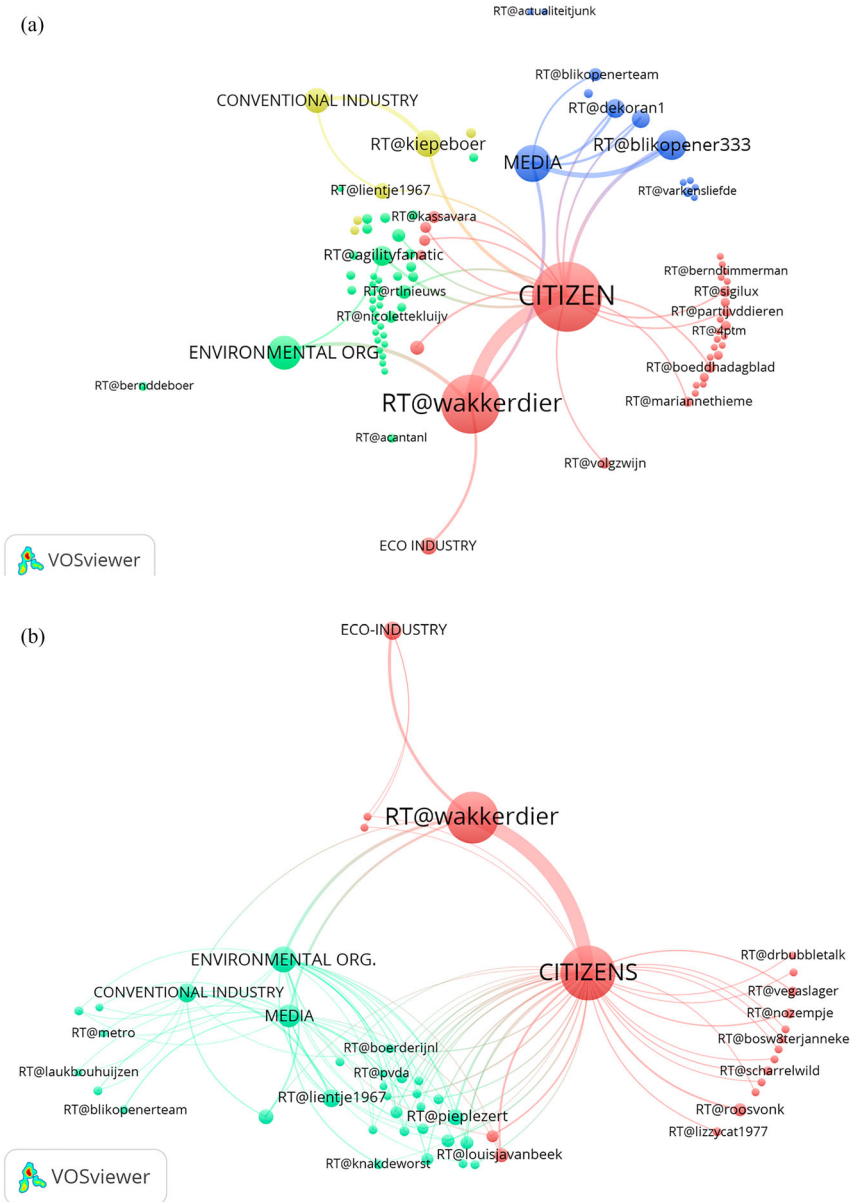 (a)
RT@actualiteitjunk
RT@blikopenerteam
CONVENTIONAL INDUSTRY
RT@dekoran1
RT@kiepeboer
RT@blikopener333
MEDIA
RT@lientje1967
RT@varkensliefde
RT@kassavara
RT@agilityfanatic
RT@berndtimmerman
RT@rtlnieuws
CITIZEN
RT@sigilux
RT@partijvddieren
RT@nicolettekluijv
RT@4ptm
ENVIRONMENTAL ORG.
RT@boeddhadagblad
RT@bernddeboer
RT@wakkerdier
RT@mariannethieme
RT@acantanl
RT@volgzwijn
ECO INDUSTRY
VOSviewer
(b)
ECO-INDUSTRY
RT@wakkerdier
RT@drbubbletalk
ENVIRONMENTAL ORG.
CITIZENS
CONVENTIONAL INDUSTRY
RT@vegaslager
MEDIA
RT@nozempje
RT@metro
RT@bosw8terjanneke
RT@boerderijnl
RT@laukbouhuijzen
RT@pvda
RT@scharrelwild
RT@lientje1967
RT@blikopenerteam
RT@pieplezert
RT@roosvonk
RT@lizzycat1977
RT@louisjavanbeek
RT@knakdeworst
VOSviewer